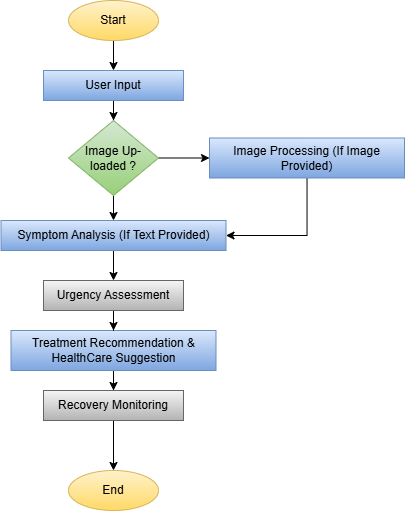 Start
User Input
Image Up-
loaded ?
Image Processing (If Image
Provided)
Symptom Analysis (If Text Provided)
Urgency Assessment
Treatment Recommendation &
HealthCare Suggestion
Recovery Monitoring
End